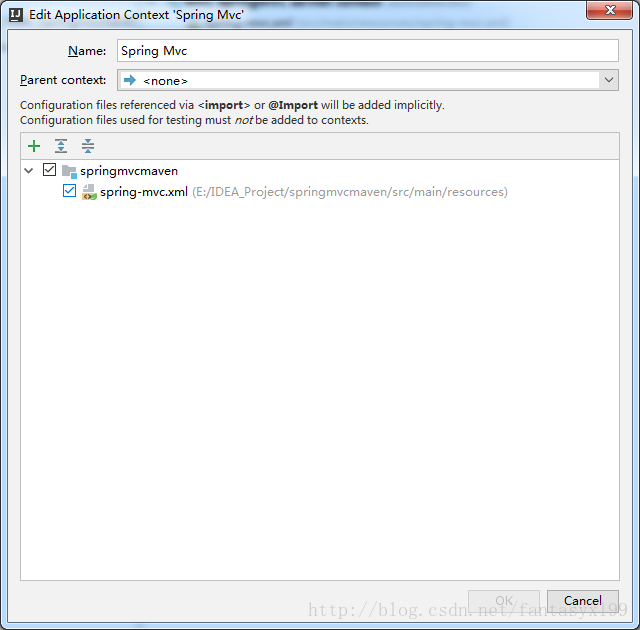 Edit Application Context 'Spring Mvc'
Name: Spring Mvc
Parent context: <none>
Configuration files referenced via <import> or @Import will be added implicitly.
Configuration files used for testing must not be added to contexts.
springmvcmaven
spring-mvc.xml (E:/IDEA_Project/springmvcmaven/src/main/resources)
OK Cancel
http://blog.csdn.net/fantasyx199